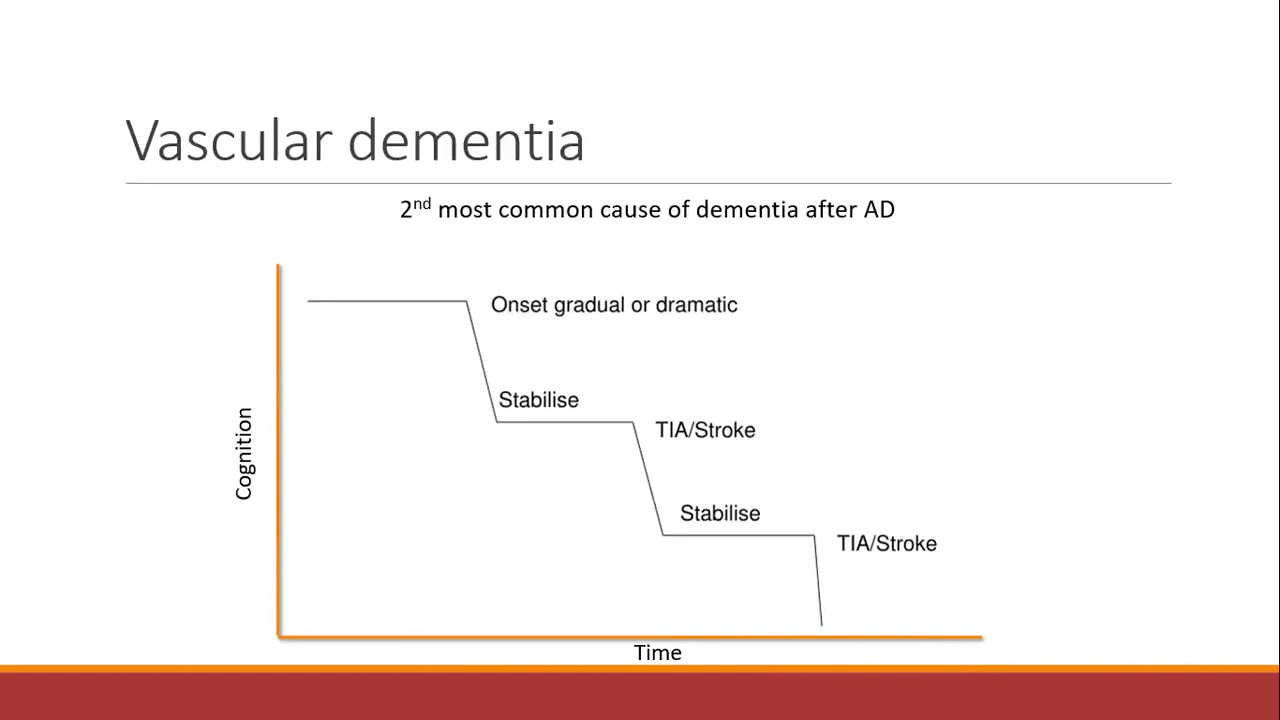 Vascular dementia
2nd most common cause of dementia after AD
Onset gradual or dramatic
Stabilise
TIA/Stroke
Cognition
Stabilise
TIA/Stroke
Time